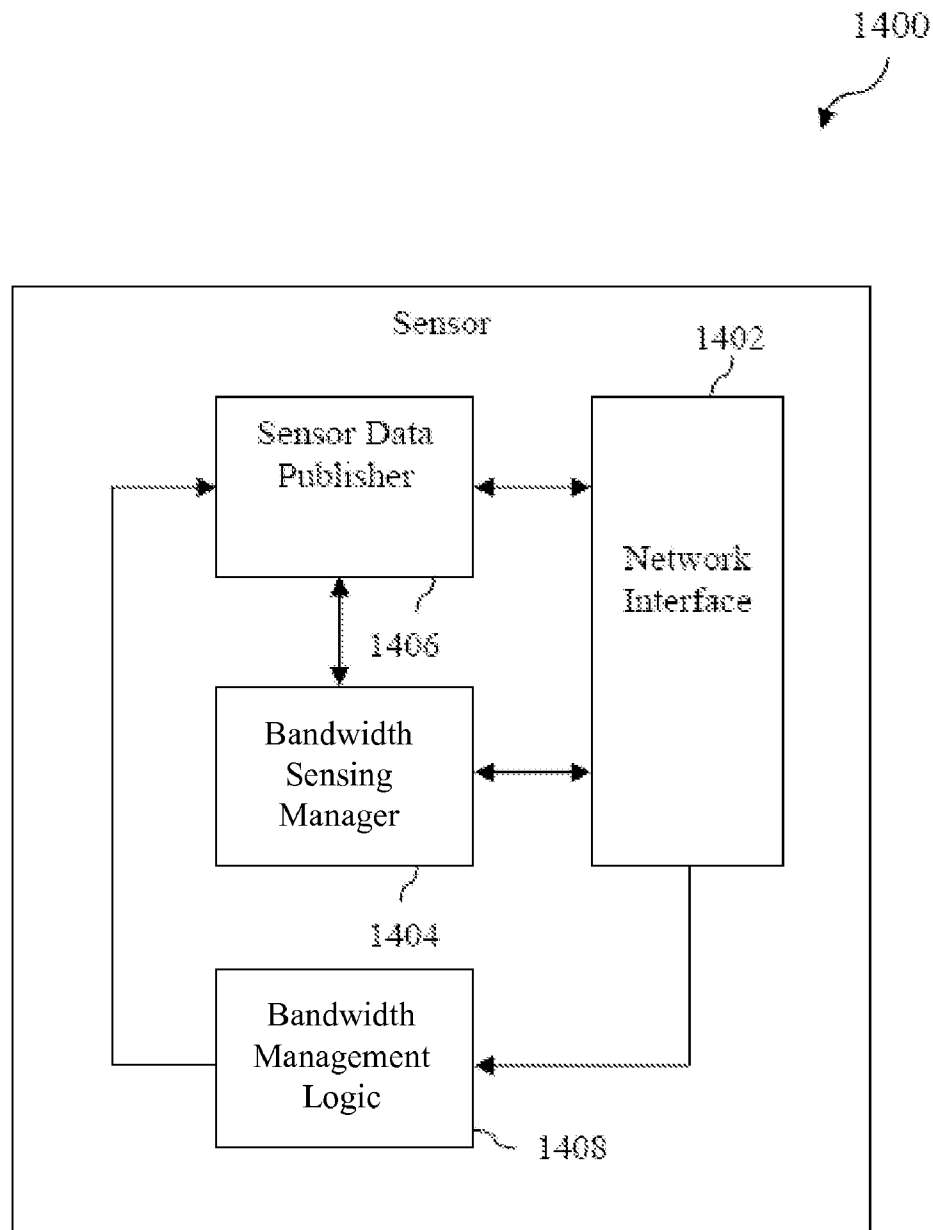 1400
Sensor
1402
Sensor Data
Publisher
Network
Interface
1406
Bandwidth
Sensing
Manager
1404
Bandwidth
Management
Logic
1408